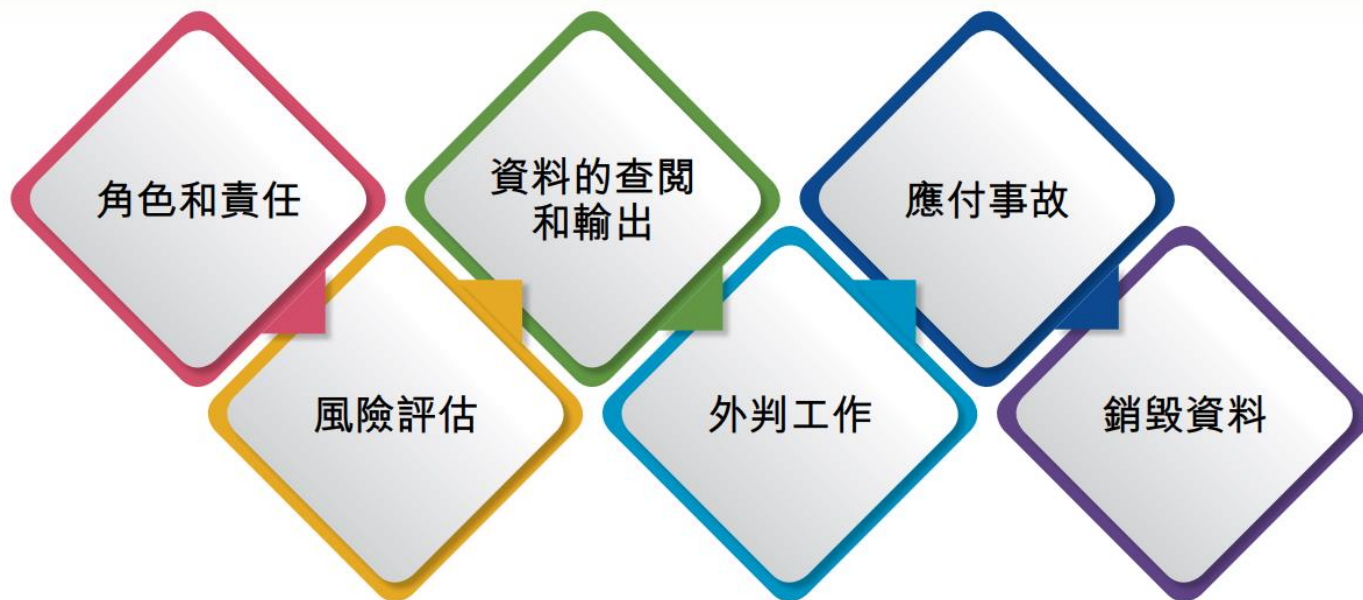 角色和責任
風險評估
資料的查閱
和輸出
外判工作
應付事故
銷毀資料